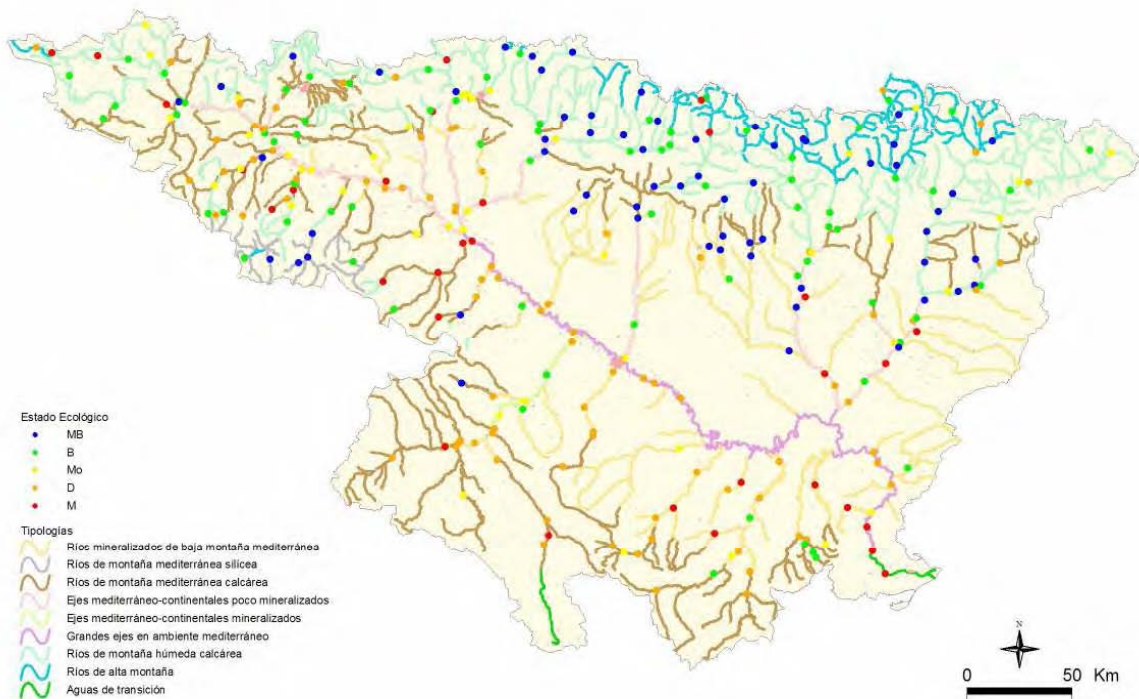 Estado Ecológico
MB
B
Mo
D
M
Tipologías
Ríos mineralizados de baja montaña mediterránea
Ríos de montaña mediterránea silícea
Ríos de montaña mediterránea calcárea
Ejes mediterráneo-continentales poco mineralizados
Ejes mediterráneo-continentales mineralizados
Grandes ejes en ambiente mediterráneo
Ríos de montaña húmeda calcárea
Ríos de alta montaña
Aguas de transición
N
0 50 Km